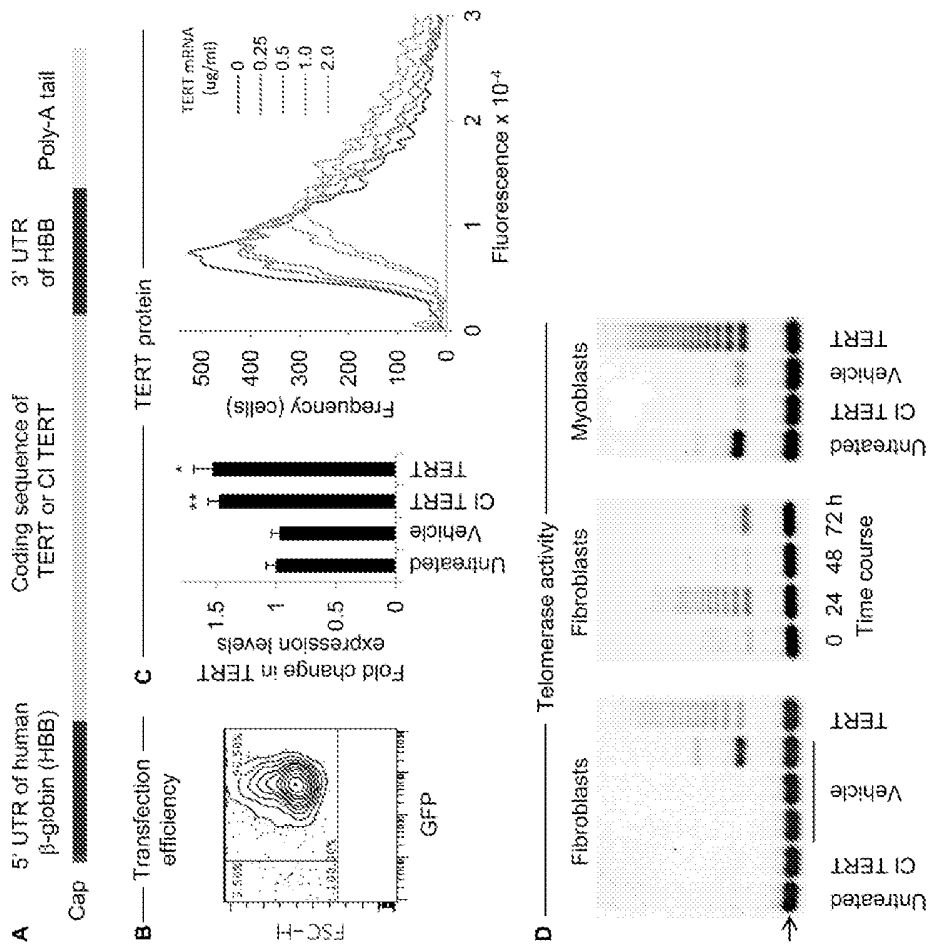 A
5' UTR of human
β-globin (HBB)
Coding sequence of
TERT or CI TERT
3' UTR
of HBB
Poly-A tail
Cap
B
Transfection
efficiency
FSC-H
GFP
C
TERT protein
Fold change in TERT
expression levels
1.5
1
0.5
0
*
**
Untreated
Vehicle
CI TERT
TERT
Frequency (cells)
500
400
300
200
100
0
TERT mRNA
(ug/ml)
0
0.25
0.5
1.0
2.0
0
1
2
3
Fluorescence x 10⁻⁴
D
Telomerase activity
Fibroblasts
Untreated
CI TERT
Vehicle
TERT
Fibroblasts
0 24 48 72 h
Time course
Myoblasts
Untreated
CI TERT
Vehicle
TERT